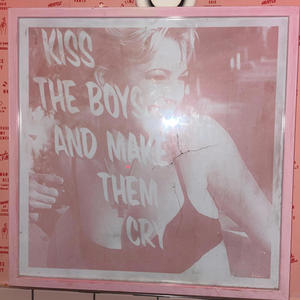 KISS
THE BOYS
AND MAKE
THEM
CRY